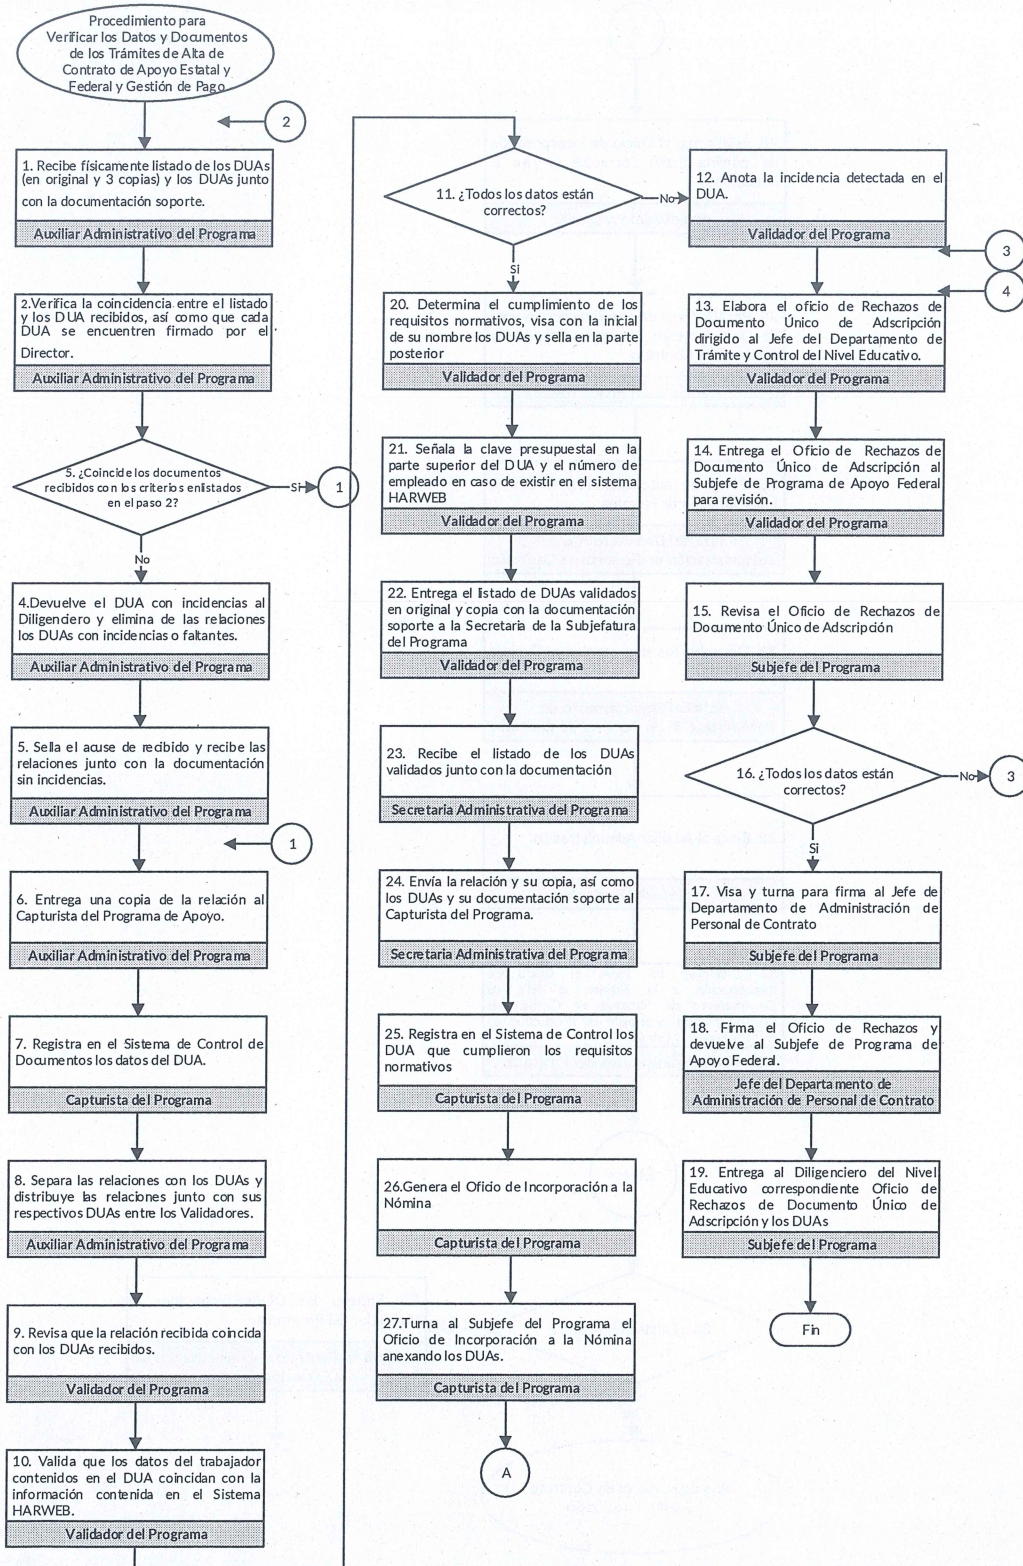 Procedimiento para
Verificar los Datos y Documentos
de los Trámites de Alta de
Contrato de Apoyo Estatal y
Federal y Gestión de Pago
2
1. Recibe físicamente listado de los DUAs
(en original y 3 copias) y los DUAs junto
con la documentación soporte.
Auxiliar Administrativo del Programa
2.Verifica la coincidencia entre el listado
y los DUA recibidos, así como que cada
DUA se encuentren firmado por el
Director.
Auxiliar Administrativo del Programa
5. ¿Coincide los documentos
recibidos con los criterios enlistados
en el paso 2?
Si
1
No
4.Devuelve el DUA con incidencias al
Diligenciero y elimina de las relaciones
los DUAs con incidencias o faltantes.
Auxiliar Administrativo del Programa
5. Sella el acuse de recibido y recibe las
relaciones junto con la documentación
sin incidencias.
Auxiliar Administrativo del Programa
1
6. Entrega una copia de la relación al
Capturista del Programa de Apoyo.
Auxiliar Administrativo del Programa
7. Registra en el Sistema de Control de
Documentos los datos del DUA.
Capturista del Programa
8. Separa las relaciones con los DUAs y
distribuye las relaciones junto con sus
respectivos DUAs entre los Validadores.
Auxiliar Administrativo del Programa
9. Revisa que la relación recibida coincida
con los DUAs recibidos.
Validador del Programa
10. Valida que los datos del trabajador
contenidos en el DUA coincidan con la
información contenida en el Sistema
HARWEB.
Validador del Programa
11. ¿Todos los datos están
correctos?
No
Si
20. Determina el cumplimiento de los
requisitos normativos, visa con la inicial
de su nombre los DUAs y sella en la parte
posterior
Validador del Programa
21. Señala la clave presupuestal en la
parte superior del DUA y el número de
empleado en caso de existir en el sistema
HARWEB
Validador del Programa
22. Entrega el listado de DUAs validados
en original y copia con la documentación
soporte a la Secretaria de la Subjefatura
del Programa
Validador del Programa
23. Recibe el listado de los DUAs
validados junto con la documentación
Secretaria Administrativa del Programa
24. Envía la relación y su copia, así como
los DUAs y su documentación soporte al
Capturista del Programa.
Secretaria Administrativa del Programa
25. Registra en el Sistema de Control los
DUA que cumplieron los requisitos
normativos
Capturista del Programa
26.Genera el Oficio de Incorporación a la
Nómina
Capturista del Programa
27.Turna al Subjefe del Programa el
Oficio de Incorporación a la Nómina
anexando los DUAs.
Capturista del Programa
A
12. Anota la incidencia detectada en el
DUA.
Validador del Programa
3
4
13. Elabora el oficio de Rechazos de
Documento Único de Adscripción
dirigido al Jefe del Departamento de
Trámite y Control del Nivel Educativo.
Validador del Programa
14. Entrega el Oficio de Rechazos de
Documento Único de Adscripción al
Subjefe de Programa de Apoyo Federal
para revisión.
Validador del Programa
15. Revisa el Oficio de Rechazos de
Documento Único de Adscripción
Subjefe del Programa
16. ¿Todos los datos están
correctos?
No
3
Si
17. Visa y turna para firma al Jefe de
Departamento de Administración de
Personal de Contrato
Subjefe del Programa
18. Firma el Oficio de Rechazos y
devuelve al Subjefe de Programa de
Apoyo Federal.
Jefe del Departamento de
Administración de Personal de Contrato
19. Entrega al Diligenciero del Nivel
Educativo correspondiente Oficio de
Rechazos de Documento Único de
Adscripción y los DUAs
Subjefe del Programa
Fin